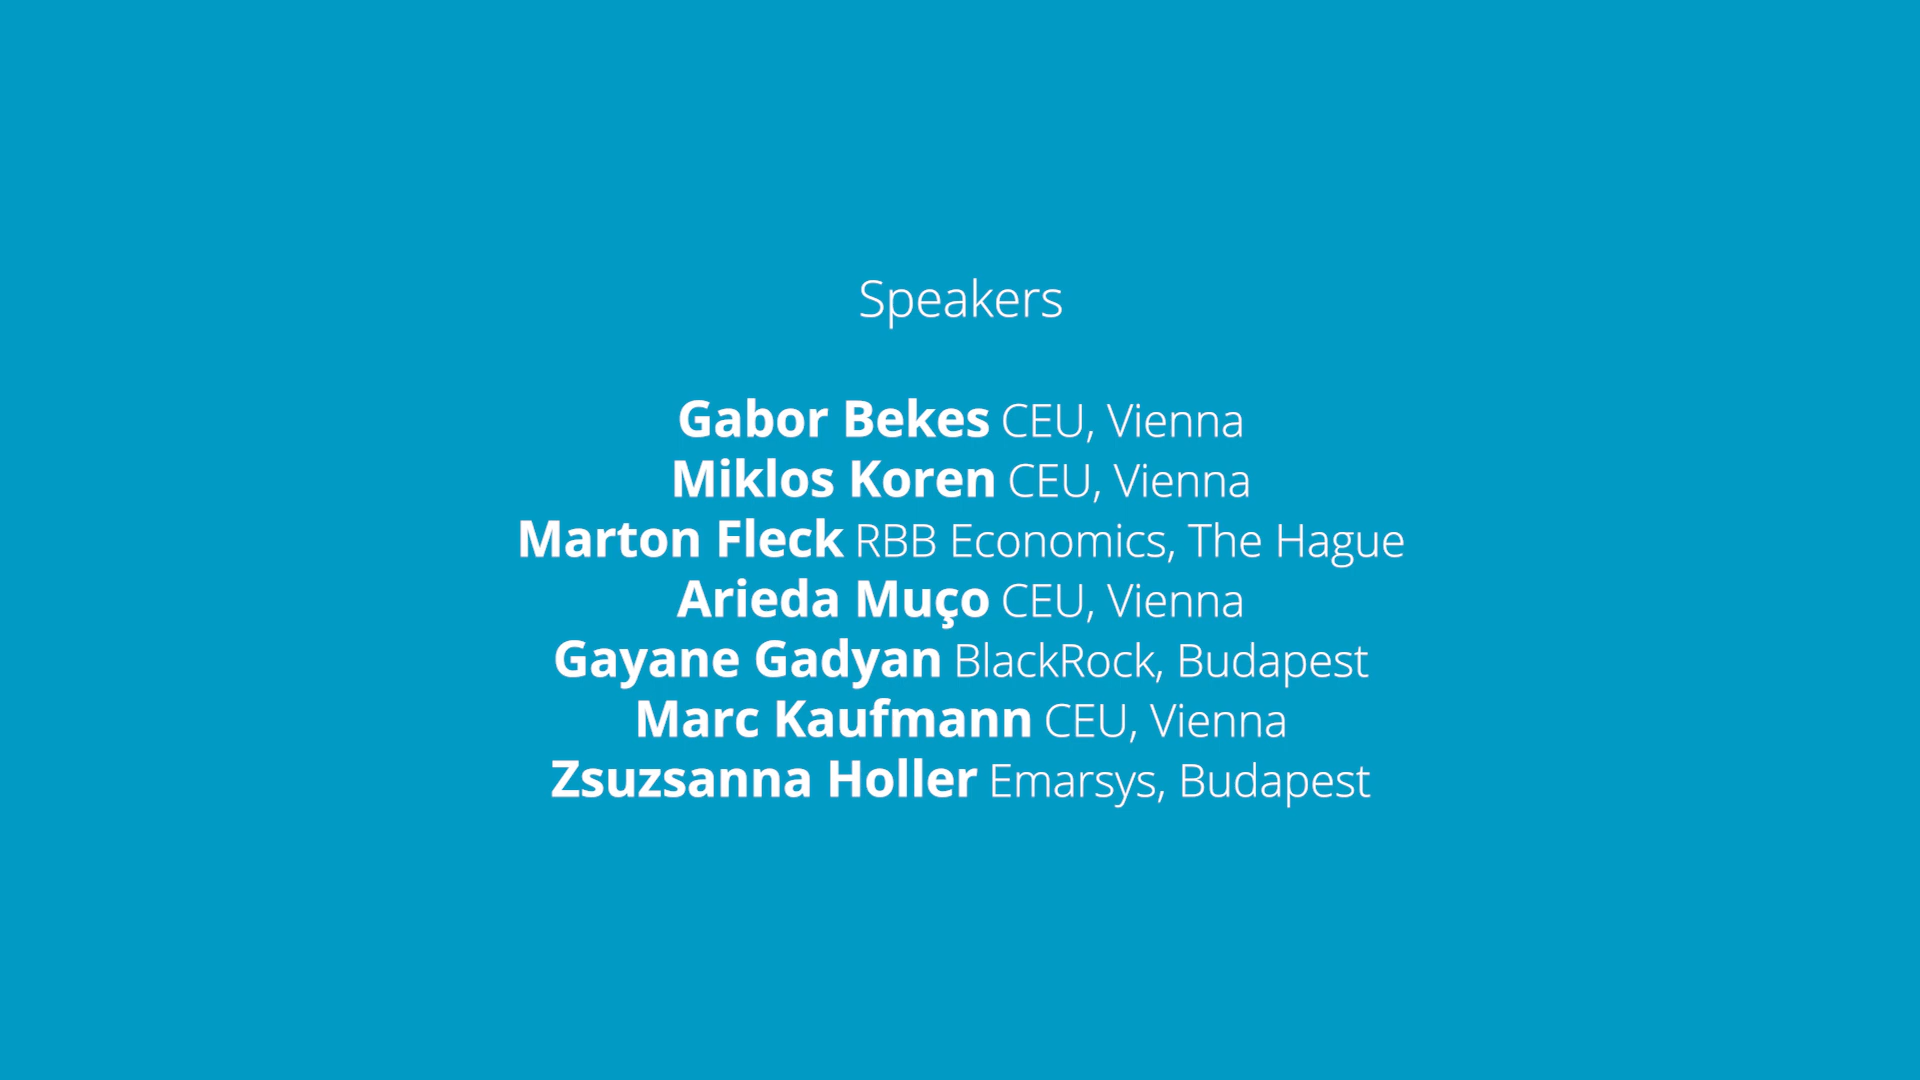 Speakers
Gabor Bekes CEU, Vienna
Miklos Koren CEU, Vienna
Marton Fleck RBB Economics, The Hague
Arieda Muço CEU, Vienna
Gayane Gadyan BlackRock, Budapest
Marc Kaufmann CEU, Vienna
Zsuzsanna Holler Emarsys, Budapest